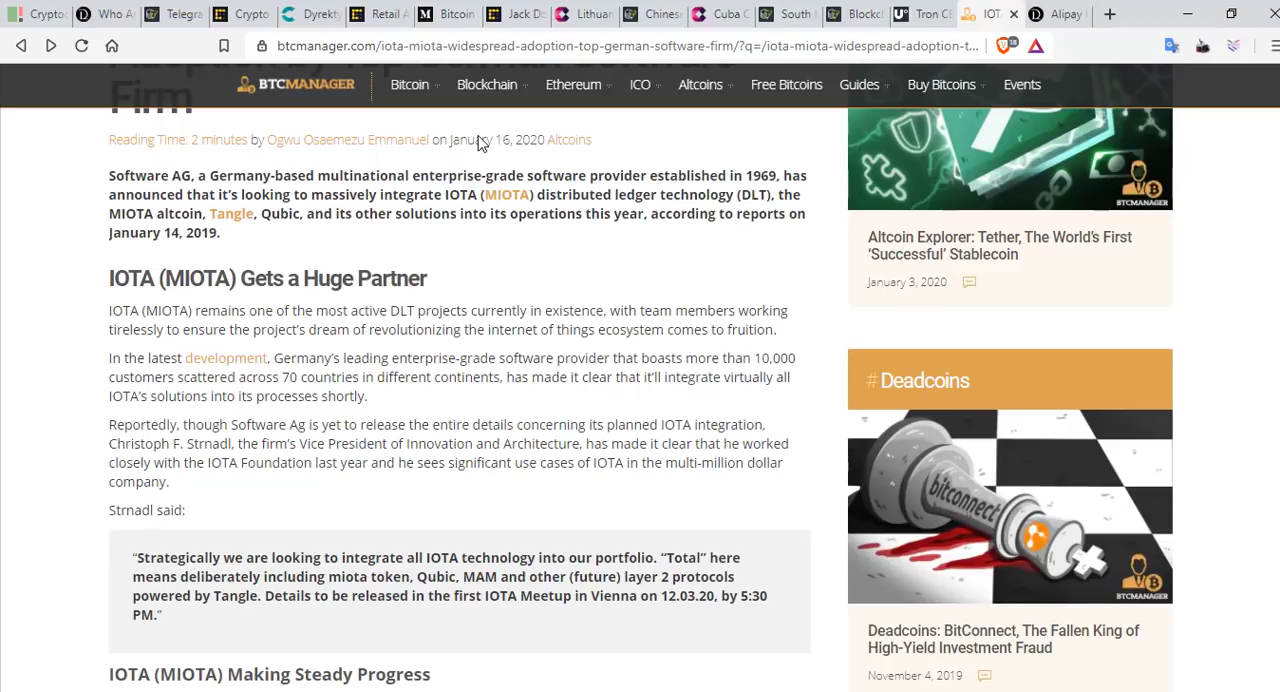 Cryptoc
Who A
Telegra
Crypto
Dyrekty
Retail A
Bitcoin
Jack De
Lithuan
Chinese
Cuba C
South
Blockc
Tron CE
IOT
Alipay
btcmanager.com/iota-miota-widespread-adoption-top-german-software-firm/?q=/iota-miota-widespread-adoption-t...
18
Firm
BTCMANAGER
Bitcoin
Blockchain
Ethereum
ICO
Altcoins
Free Bitcoins
Guides
Buy Bitcoins
Events
Reading Time: 2 minutes by Ogwu Osaemezu Emmanuel on January 16, 2020 Altcoins
Software AG, a Germany-based multinational enterprise-grade software provider established in 1969, has
announced that it's looking to massively integrate IOTA (MIOTA) distributed ledger technology (DLT), the
MIOTA altcoin, Tangle, Qubic, and its other solutions into its operations this year, according to reports on
January 14, 2019.
IOTA (MIOTA) Gets a Huge Partner
IOTA (MIOTA) remains one of the most active DLT projects currently in existence, with team members working
tirelessly to ensure the project's dream of revolutionizing the internet of things ecosystem comes to fruition.
In the latest development, Germany's leading enterprise-grade software provider that boasts more than 10,000
customers scattered across 70 countries in different continents, has made it clear that it'll integrate virtually all
IOTA's solutions into its processes shortly.
Reportedly, though Software Ag is yet to release the entire details concerning its planned IOTA integration,
Christoph F. Strnadl, the firm's Vice President of Innovation and Architecture, has made it clear that he worked
closely with the IOTA Foundation last year and he sees significant use cases of IOTA in the multi-million dollar
company.
Strnadl said:
“Strategically we are looking to integrate all IOTA technology into our portfolio. “Total” here
means deliberately including miota token, Qubic, MAM and other (future) layer 2 protocols
powered by Tangle. Details to be released in the first IOTA Meetup in Vienna on 12.03.20, by 5:30
PM.”
IOTA (MIOTA) Making Steady Progress
BTCMANAGER
Altcoin Explorer: Tether, The World's First
‘Successful’ Stablecoin
January 3, 2020
# Deadcoins
bitconnect
BTCMANAGER
Deadcoins: BitConnect, The Fallen King of
High-Yield Investment Fraud
November 4, 2019